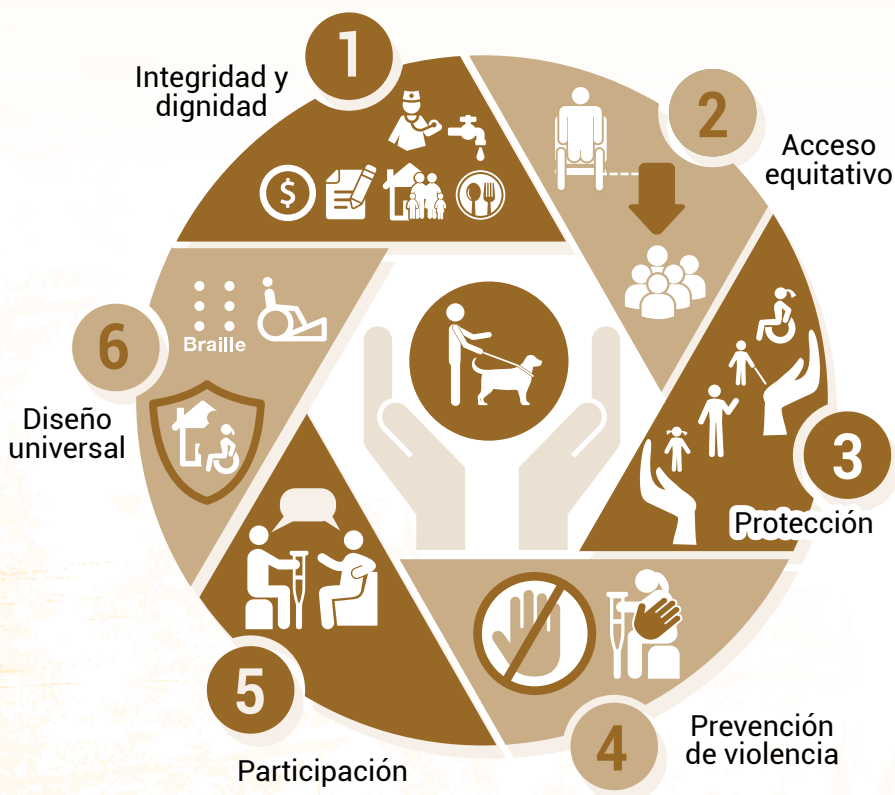 1
Integridad y
dignidad
2
Acceso
equitativo
$
3
Protección
4
Prevención
de violencia
5
Participación
6
Diseño
universal
Braille